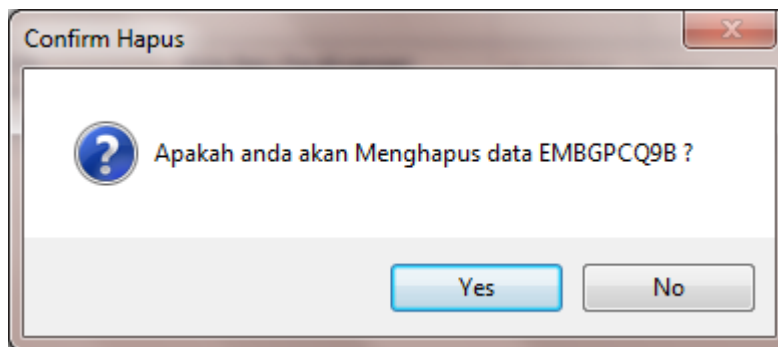 Confirm Hapus
Apakah anda akan Menghapus data EMBGPCQ9B ?
Yes
No